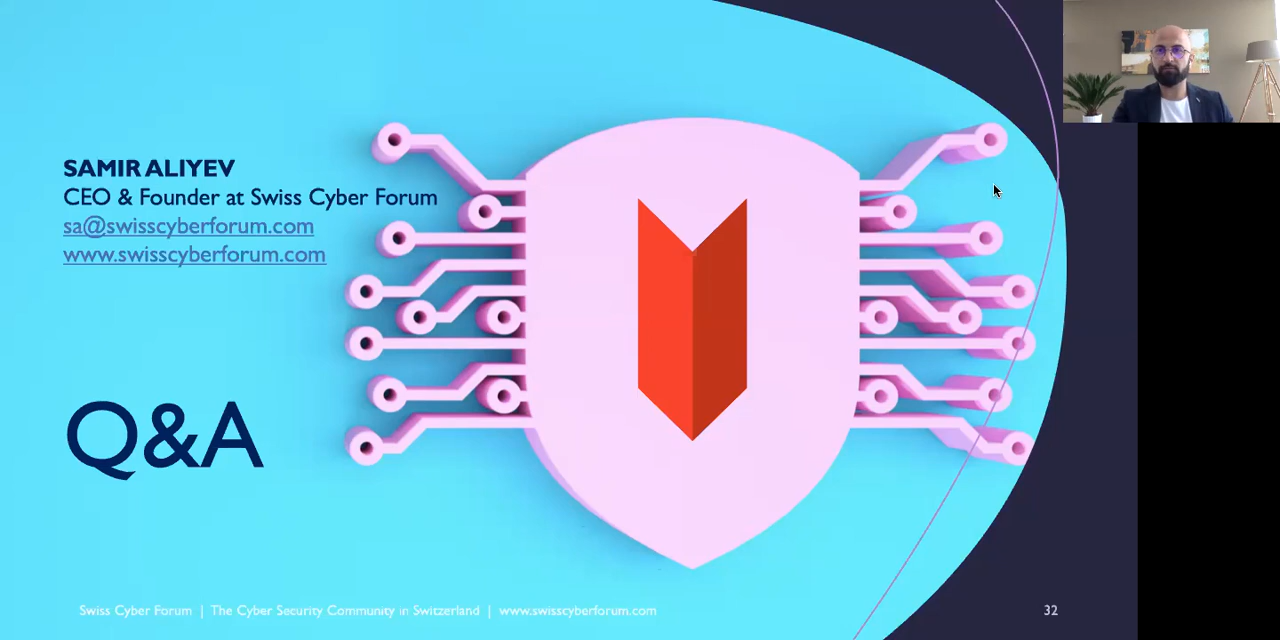 SAMIR ALIYEV
CEO & Founder at Swiss Cyber Forum
sa@swisscyberforum.com
www.swisscyberforum.com
Q&A
Swiss Cyber Forum | The Cyber Security Community in Switzerland | www.swisscyberforum.com
32